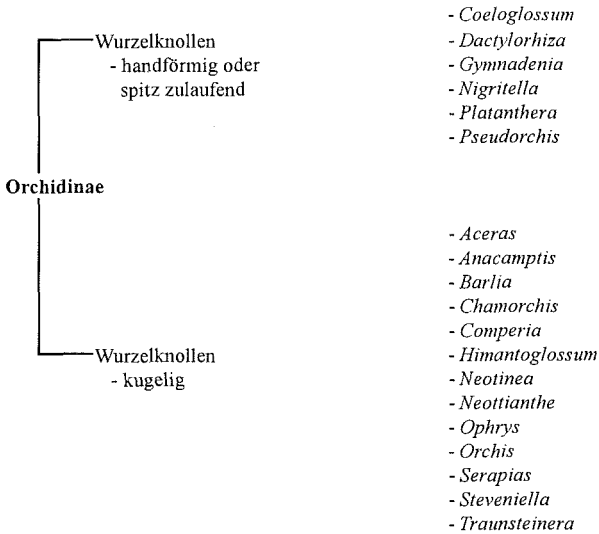 - Coeloglossum
Wurzelknollen
- Dactylorhiza
- handförmig oder
- Gymnadenia
spitz zulaufend
- Nigritella
- Platanthera
- Pseudorchis
Orchidinae
- Aceras
- Anacamptis
- Barlia
- Chamorchis
- Comperia
Wurzelknollen
- Himantoglossum
- kugelig
- Neotinea
- Neottianthe
- Ophrys
- Orchis
- Serapias
- Steveniella
- Traunsteinera